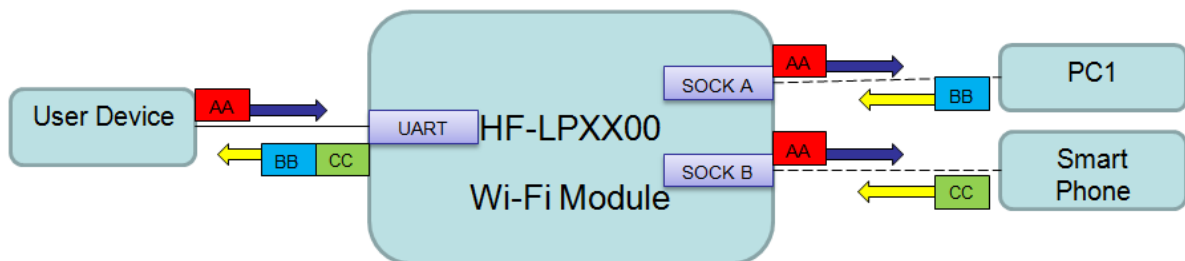 User Device
AA
BB CC
UART
HF-LPXX00
Wi-Fi Module
SOCK A
AA
BB
PC1
SOCK B
AA
CC
Smart
Phone